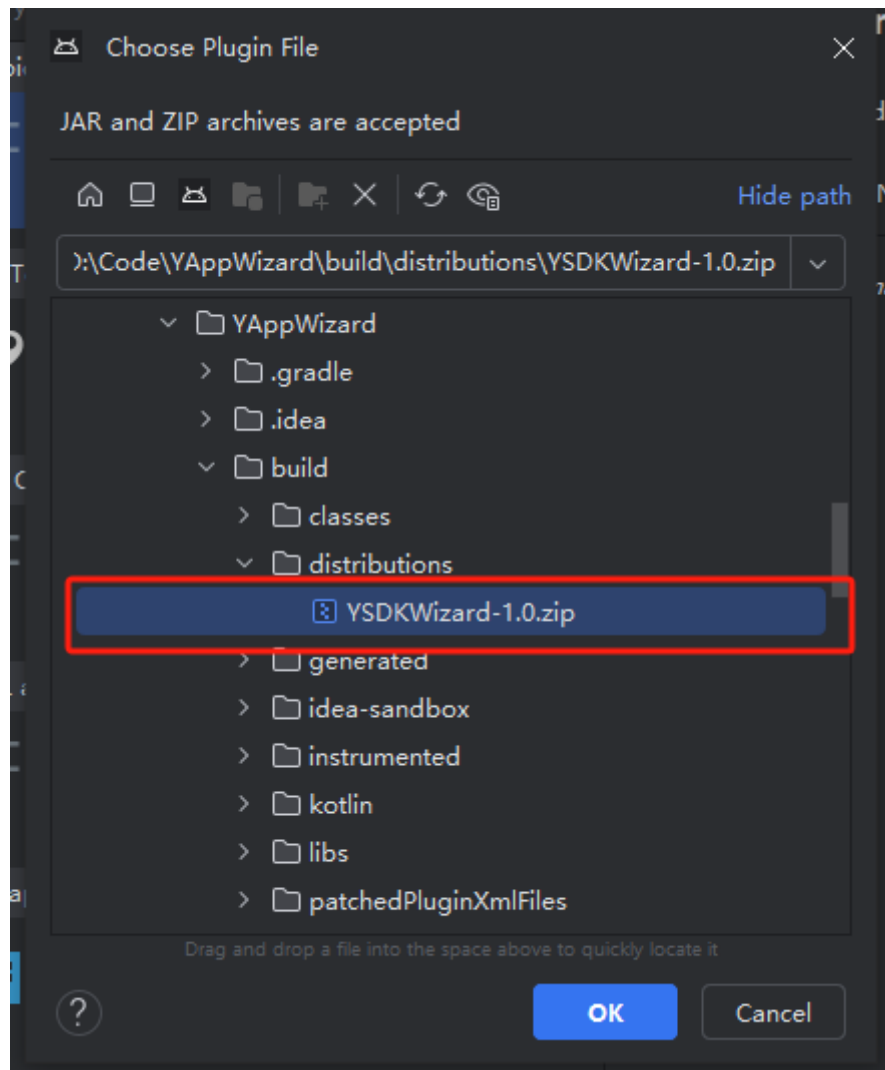 Choose Plugin File
JAR and ZIP archives are accepted
Hide path
:\Code\YAppWizard\build\distributions\YSDKWizard-1.0.zip
YAppWizard
.gradle
.idea
build
classes
distributions
YSDKWizard-1.0.zip
generated
idea-sandbox
instrumented
kotlin
libs
patchedPluginXmlFiles
Drag and drop a file into the space above to quickly locate it
?
OK
Cancel